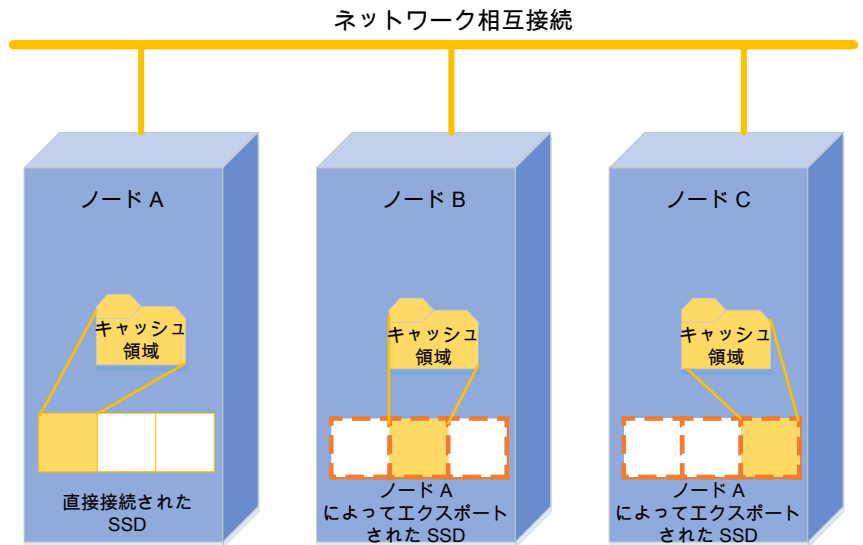 ネットワーク相互接続
ノード A
キャッシュ
領域
直接接続された
SSD
ノード B
キャッシュ
領域
ノード A
によってエクスポート
された SSD
ノード C
キャッシュ
領域
ノード A
によってエクスポート
された SSD